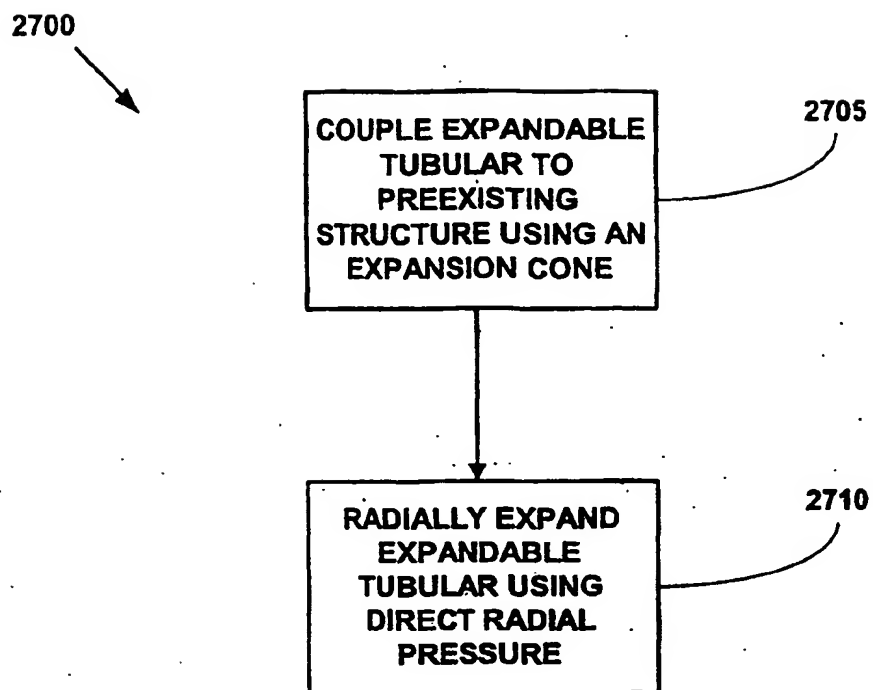 2700
COUPLE EXPANDABLE
TUBULAR TO
PREEXISTING
STRUCTURE USING AN
EXPANSION CONE
2705
RADIALLY EXPAND
EXPANDABLE
TUBULAR USING
DIRECT RADIAL
PRESSURE
2710